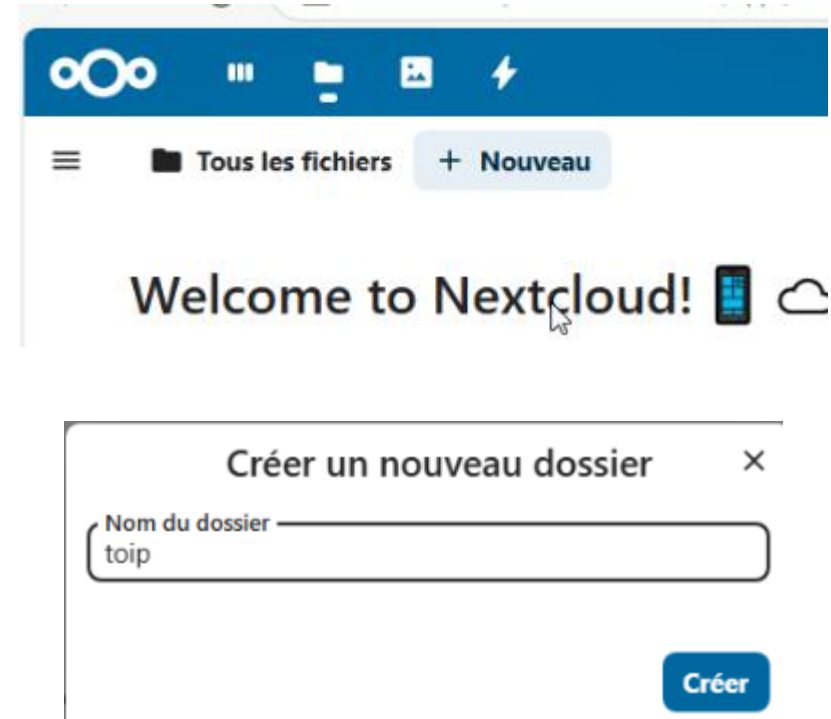 Tous les fichiers + Nouveau
Welcome to Nextcloud!
Créer un nouveau dossier
Nom du dossier
toip
Créer